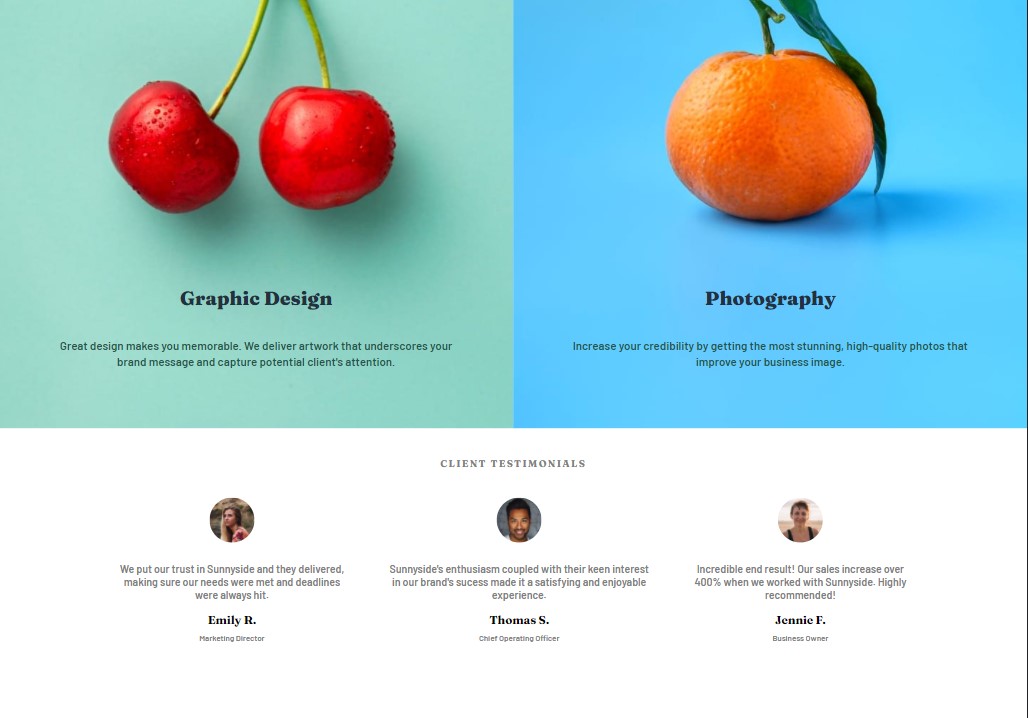 Graphic Design
Great design makes you memorable. We deliver artwork that underscores your
brand message and capture potential client's attention.
Photography
Increase your credibility by getting the most stunning, high-quality photos that
improve your business image.
CLIENT TESTIMONIALS
We put our trust in Sunnyside and they delivered,
making sure our needs were met and deadlines
were always hit.
Emily R.
Marketing Director
Sunnyside's enthusiasm coupled with their keen interest
in our brand's sucess made it a satisfying and enjoyable
experience.
Thomas S.
Chief Operating Officer
Incredible end result! Our sales increase over
400% when we worked with Sunnyside. Highly
recommended!
Jennie F.
Business Owner